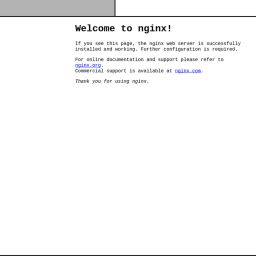 Welcome to nginx!
If you see this page, the nginx web server is successfully
installed and working. Further configuration is required.
For online documentation and support please refer to
nginx.org.
Commercial support is available at nginx.com.
Thank you for using nginx.